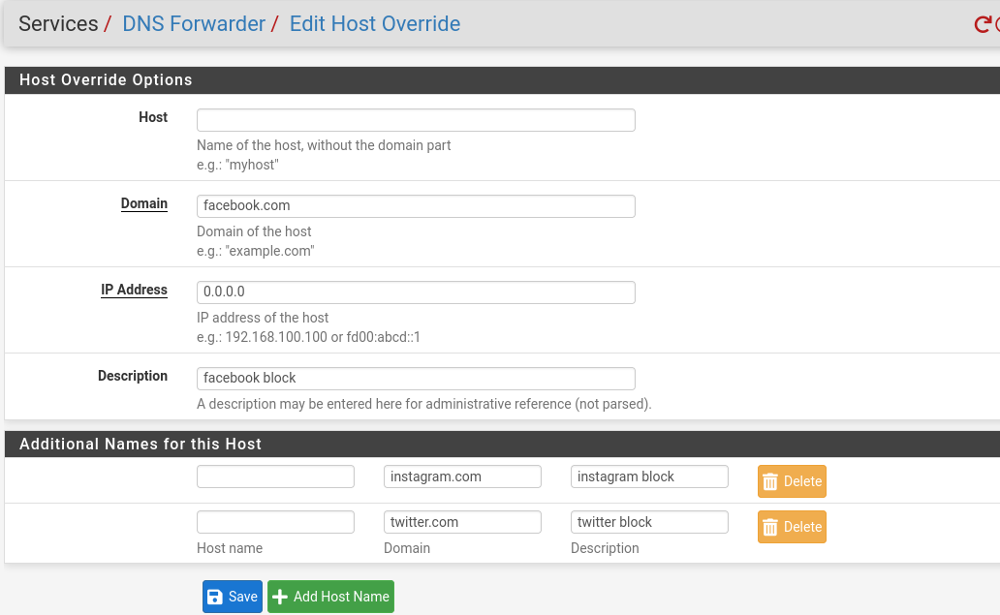 Services / DNS Forwarder / Edit Host Override
Host Override Options
Host
Name of the host, without the domain part
e.g.: "myhost"
Domain
facebook.com
Domain of the host
e.g.: "example.com"
IP Address
0.0.0.0
IP address of the host
e.g.: 192.168.100.100 or fd00:abcd::1
Description
facebook block
A description may be entered here for administrative reference (not parsed).
Additional Names for this Host
instagram.com instagram block Delete
twitter.com twitter block Delete
Host name Domain Description
Save Add Host Name